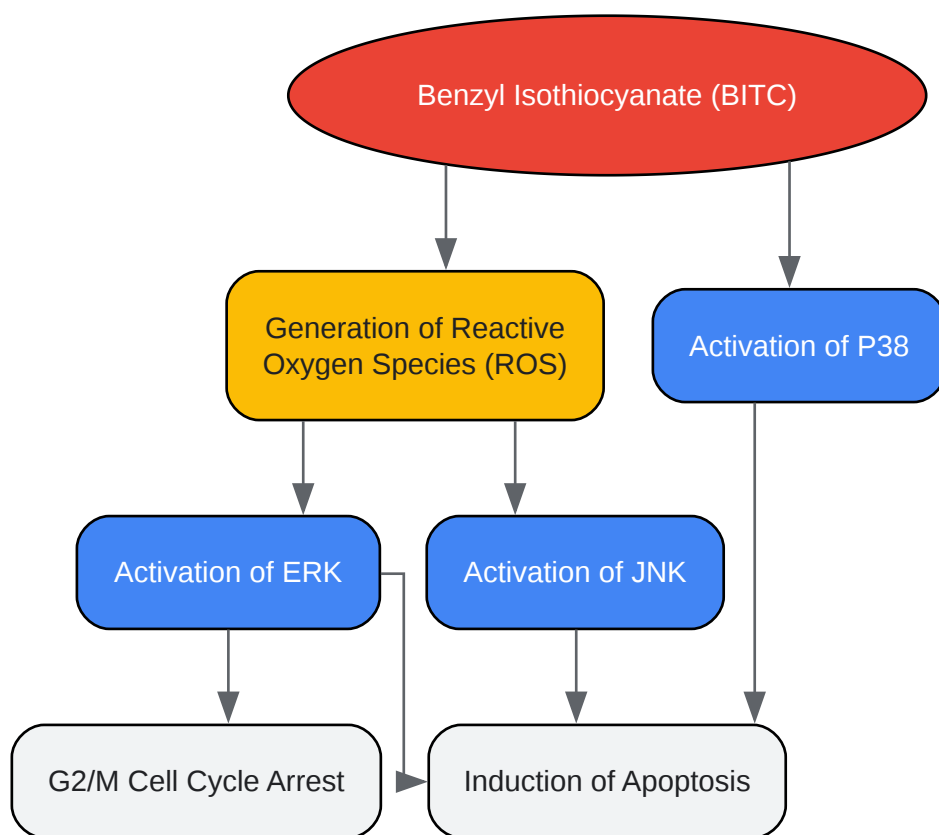 Benzyl Isothiocyanate (BITC)
Generation of Reactive
Oxygen Species (ROS)
Activation of P38
Activation of ERK
Activation of JNK
G2/M Cell Cycle Arrest
Induction of Apoptosis